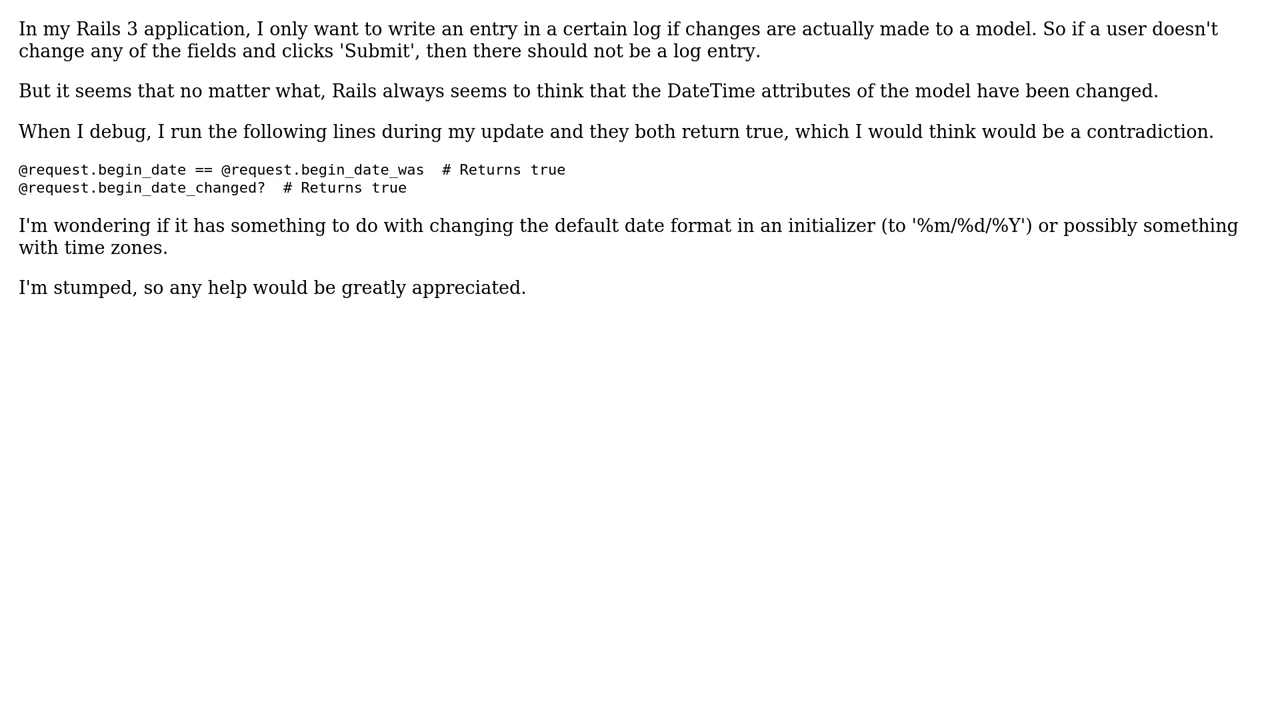 In my Rails 3 application, I only want to write an entry in a certain log if changes are actually made to a model. So if a user doesn't
change any of the fields and clicks 'Submit', then there should not be a log entry.
But it seems that no matter what, Rails always seems to think that the DateTime attributes of the model have been changed.
When I debug, I run the following lines during my update and they both return true, which I would think would be a contradiction.
@request.begin_date == @request.begin_date_was  # Returns true
@request.begin_date_changed?  # Returns true
I'm wondering if it has something to do with changing the default date format in an initializer (to '%m/%d/%Y') or possibly something
with time zones.
I'm stumped, so any help would be greatly appreciated.